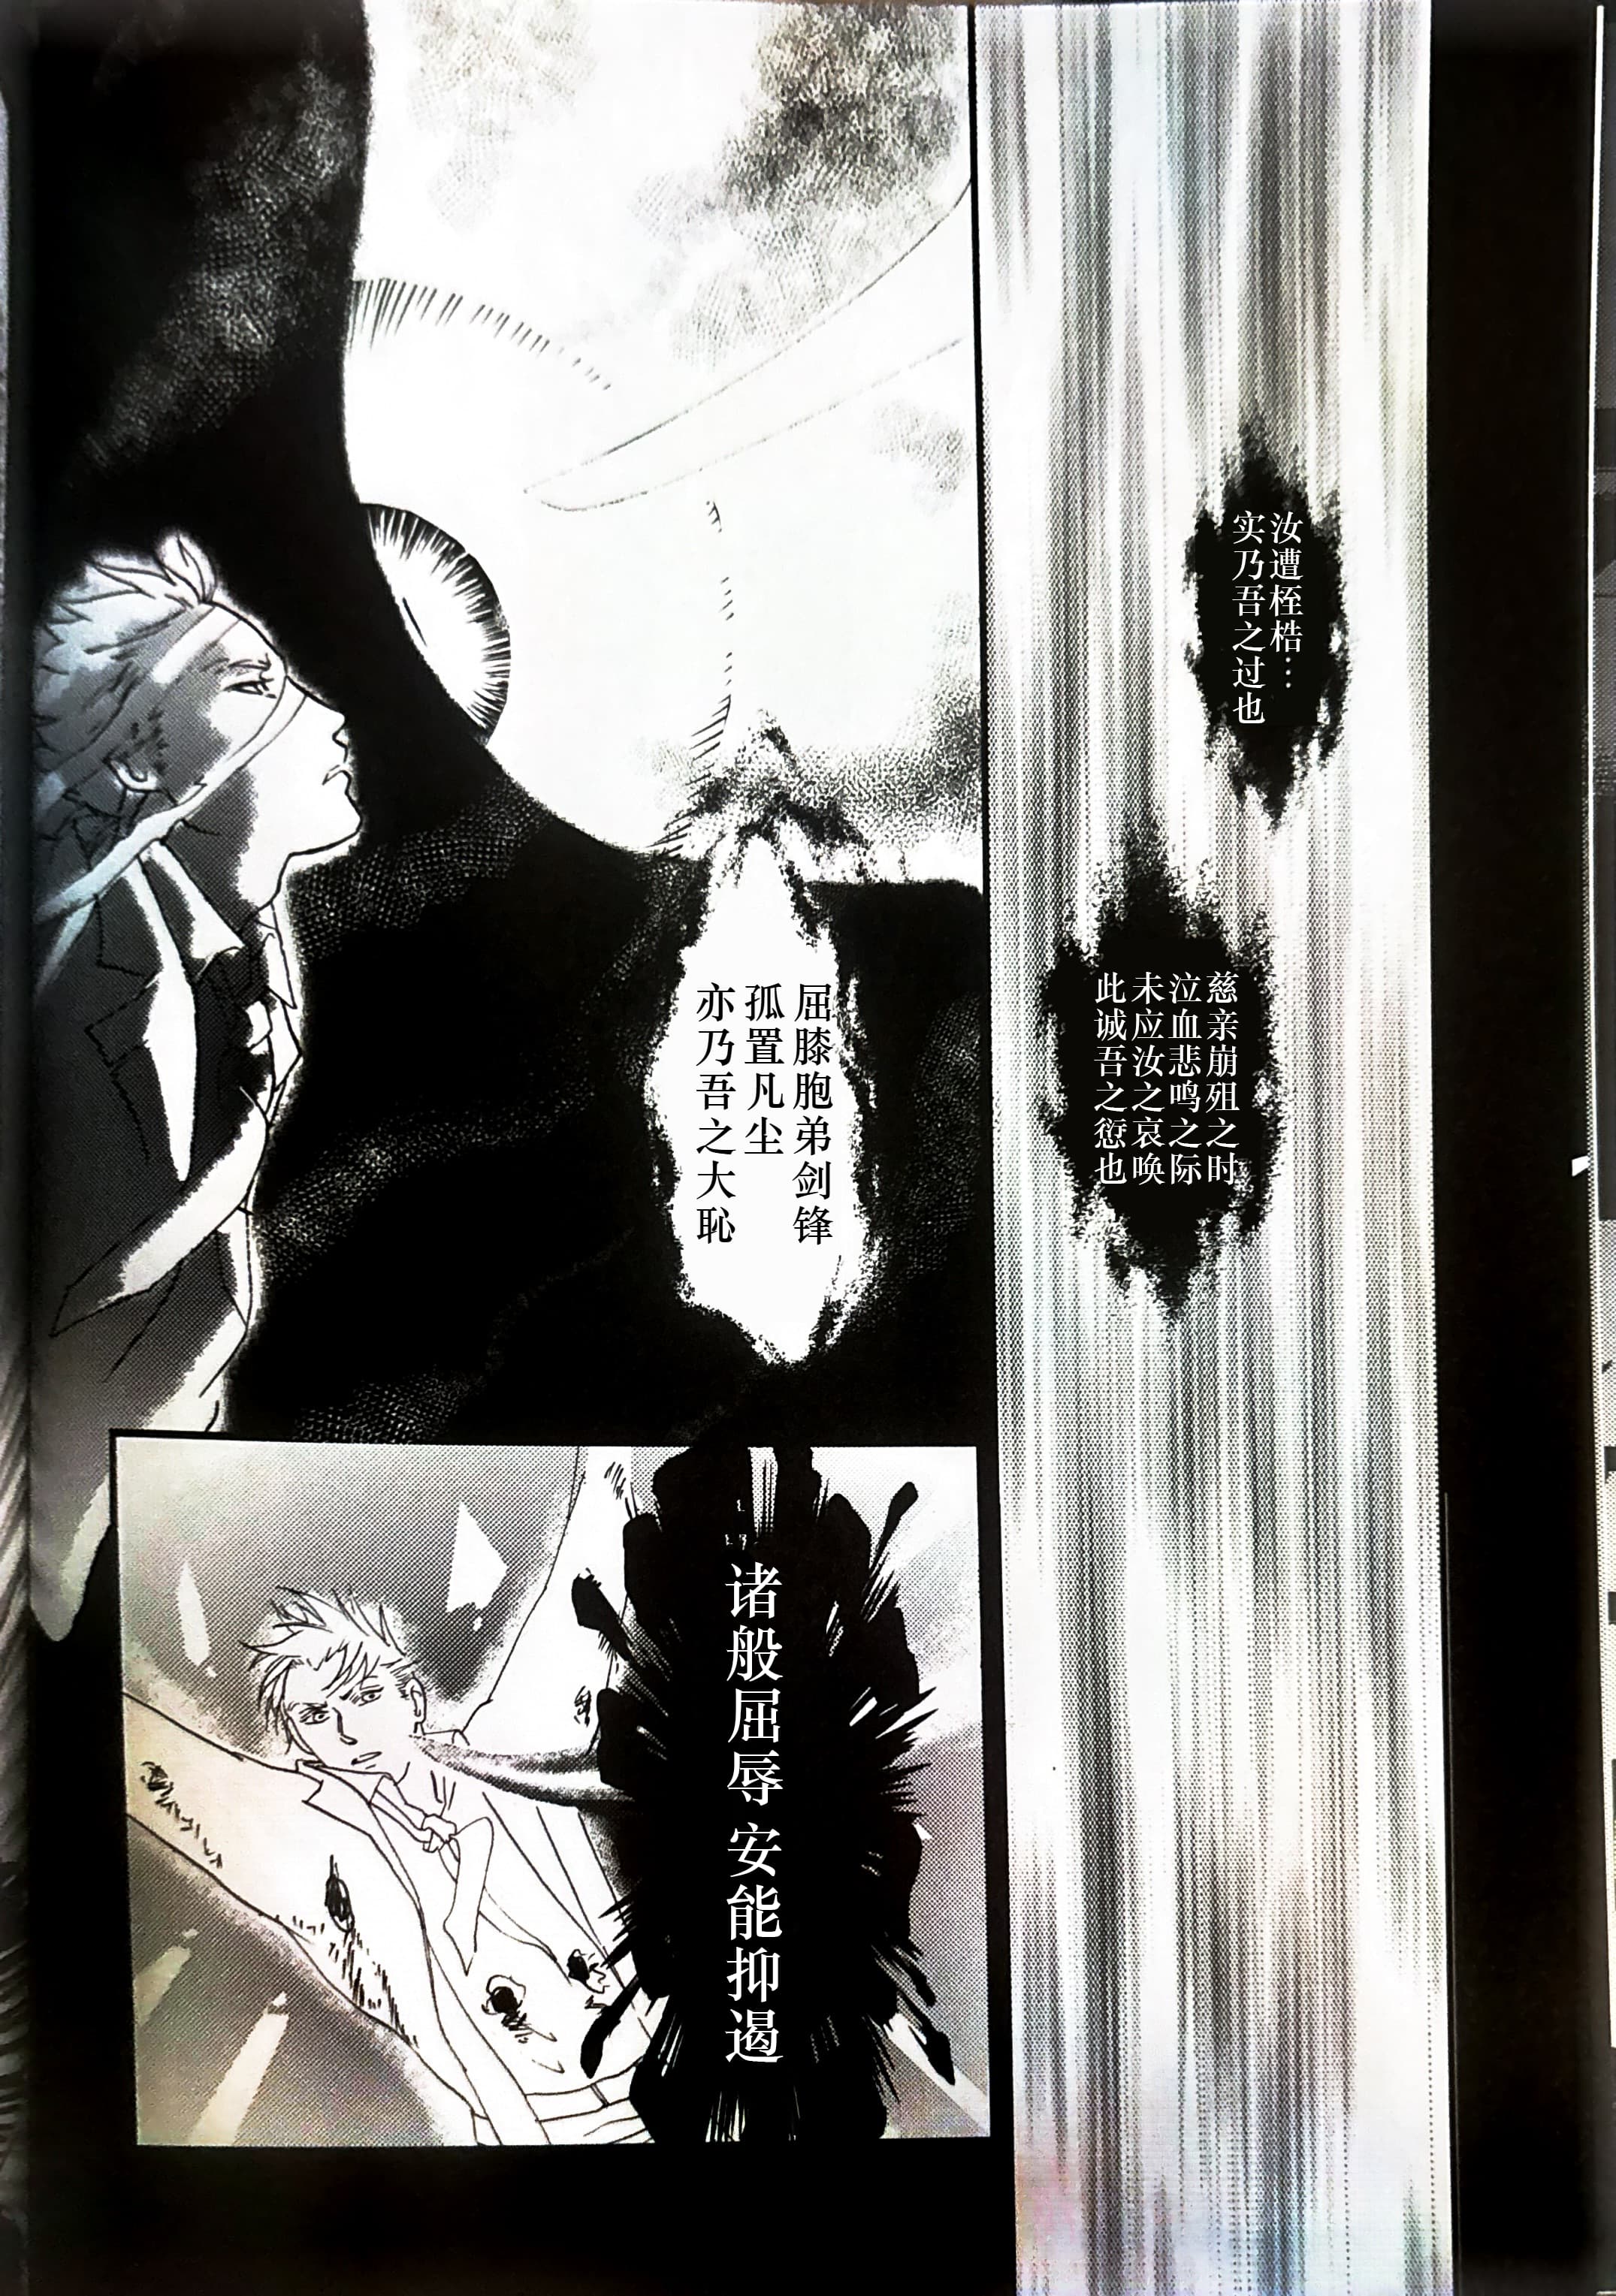 汝遭桎梏…
实乃吾之过也
慈亲崩殂之时
泣血悲鸣之际
未应汝之哀唤
此诚吾之愆也
屈膝胞弟剑锋
孤置凡尘
亦乃吾之大恥
诸般屈辱 安能抑遏